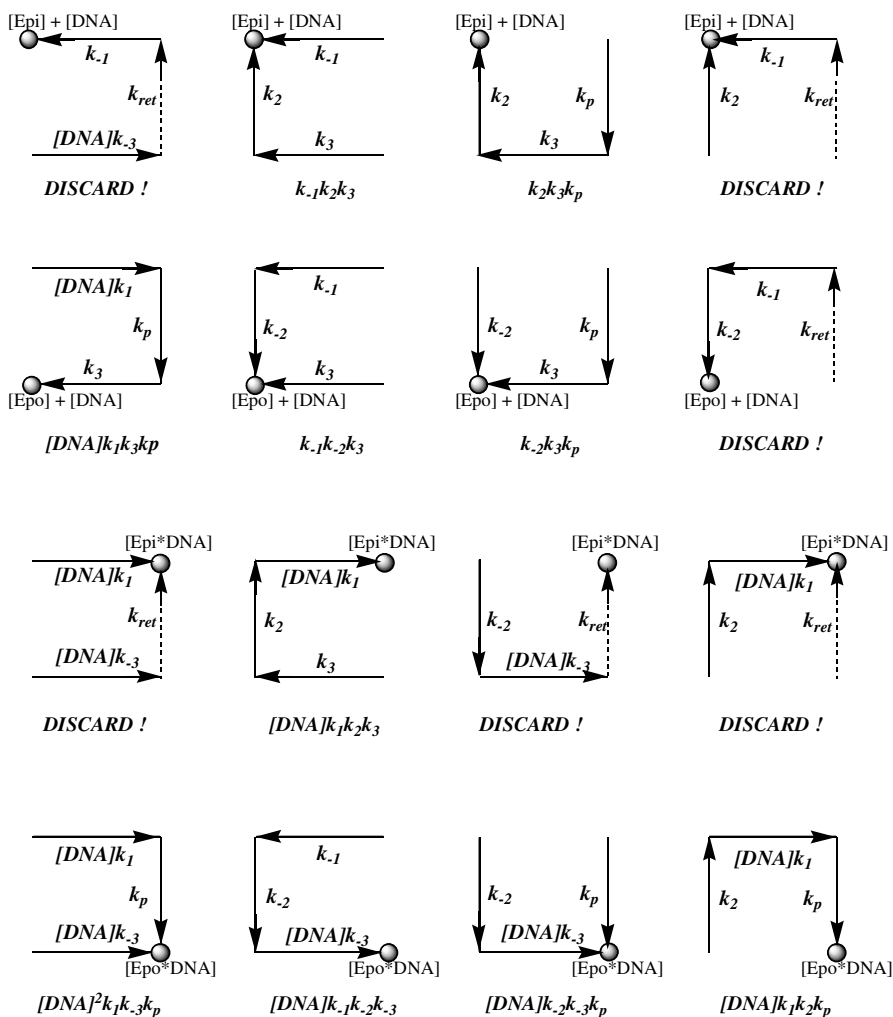 [Epi] + [DNA] [Epi] + [DNA] [Epi] + [DNA] [Epi] + [DNA]
k-1 k-1 k-1
kret k2 k2 kp k2 kret
[DNA]k-3 k3 k3
DISCARD ! k-1k2k3 k2k3kp DISCARD !
[DNA]k1 k-1 k-1
kp k-2 k-2 kp k-2 kret
k3 k3 k3
[Epo] + [DNA] [Epo] + [DNA] [Epo] + [DNA] [Epo] + [DNA]
[DNA]k1k3kp k-1k-2k3 k-2k3kp DISCARD !
[Epi*DNA] [Epi*DNA] [Epi*DNA] [Epi*DNA]
[DNA]k1 [DNA]k1 [DNA]k1
kret k2 k-2 kret k2 kret
[DNA]k-3 k3 [DNA]k-3
DISCARD ! [DNA]k1k2k3 DISCARD ! DISCARD !
[DNA]k1 k-1 [DNA]k1
kp k-2 k-2 kp k2 kp
[DNA]k-3 [DNA]k-3 [DNA]k-3
[Epo*DNA] [Epo*DNA] [Epo*DNA] [Epo*DNA]
[DNA]²k1k-3kp [DNA]k-1k-2k-3 [DNA]k-2k-3kp [DNA]k1k2kp